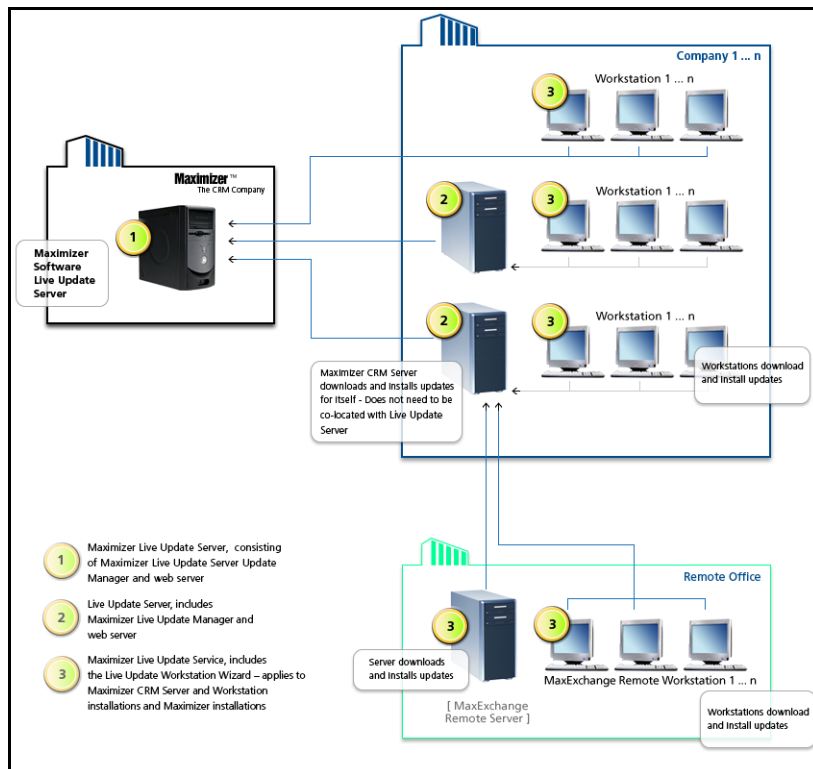 Company 1 ... n
Workstation 1 ... n
3
Maximizer™
The CRM Company
1
Maximizer
Software
Live Update
Server
2
3
Workstation 1 ... n
2
3
Workstation 1 ... n
Maximizer CRM Server
downloads and installs updates
for itself - Does not need to be
co-located with Live Update
Server
Workstations download
and install updates
1
Maximizer Live Update Server, consisting
of Maximizer Live Update Server Update
Manager and web server
2
Live Update Server, includes
Maximizer Live Update Manager and
web server
3
Maximizer Live Update Service, includes
the Live Update Workstation Wizard – applies to
Maximizer CRM Server and Workstation
installations and Maximizer installations
Remote Office
3
Server downloads
and installs updates
[ MaxExchange
Remote Server ]
3
MaxExchange Remote Workstation 1 ... n
Workstations download
and install updates